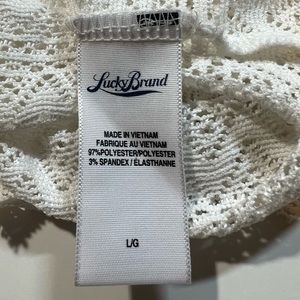 Lucky Brand
MADE IN VIETNAM
FABRIQUE AU VIETNAM
97%POLYESTER/POLYESTER
3% SPANDEX / ÉLASTHANNE
L/G